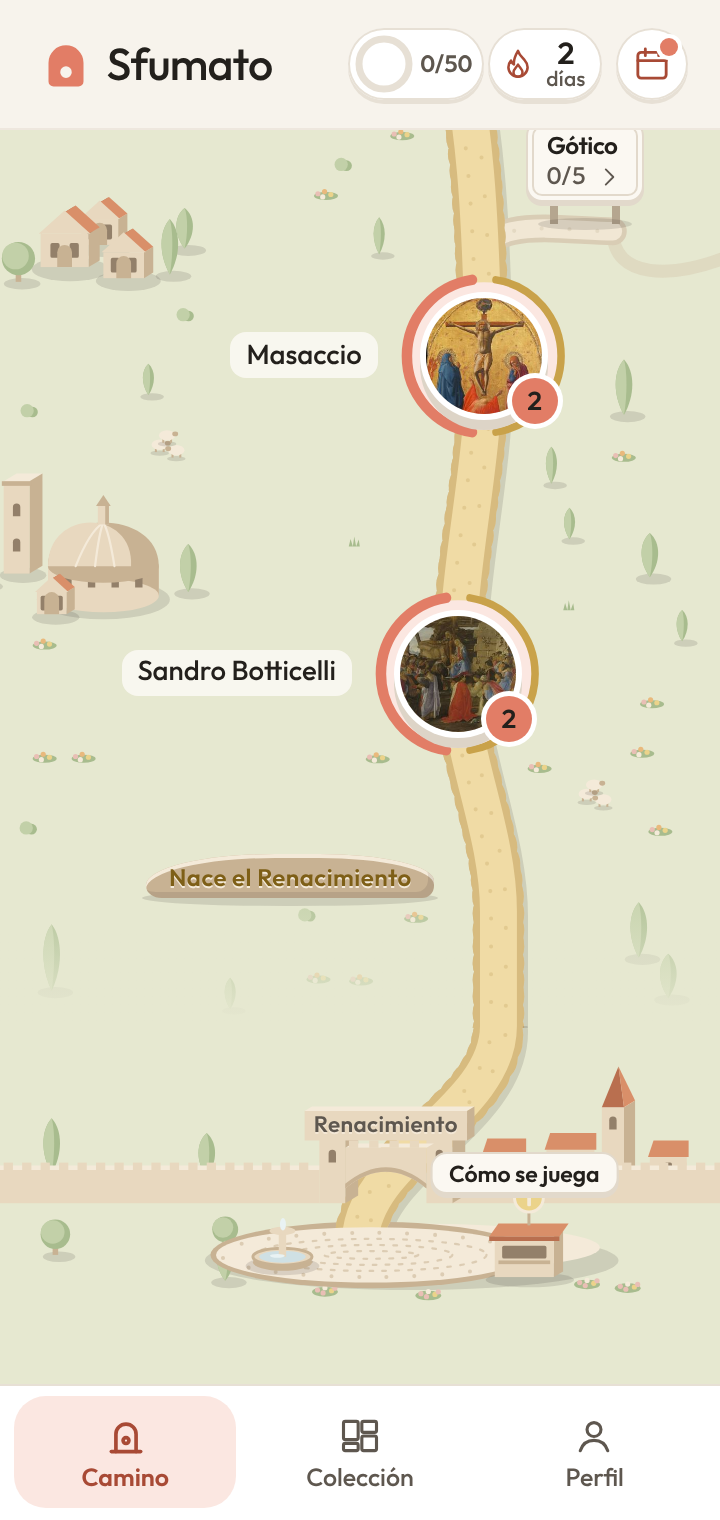 Sfumato
0/50
2
días
Gótico
0/5
Masaccio
2
Sandro Botticelli
2
Nace el Renacimiento
Renacimiento
Cómo se juega
Camino
Colección
Perfil